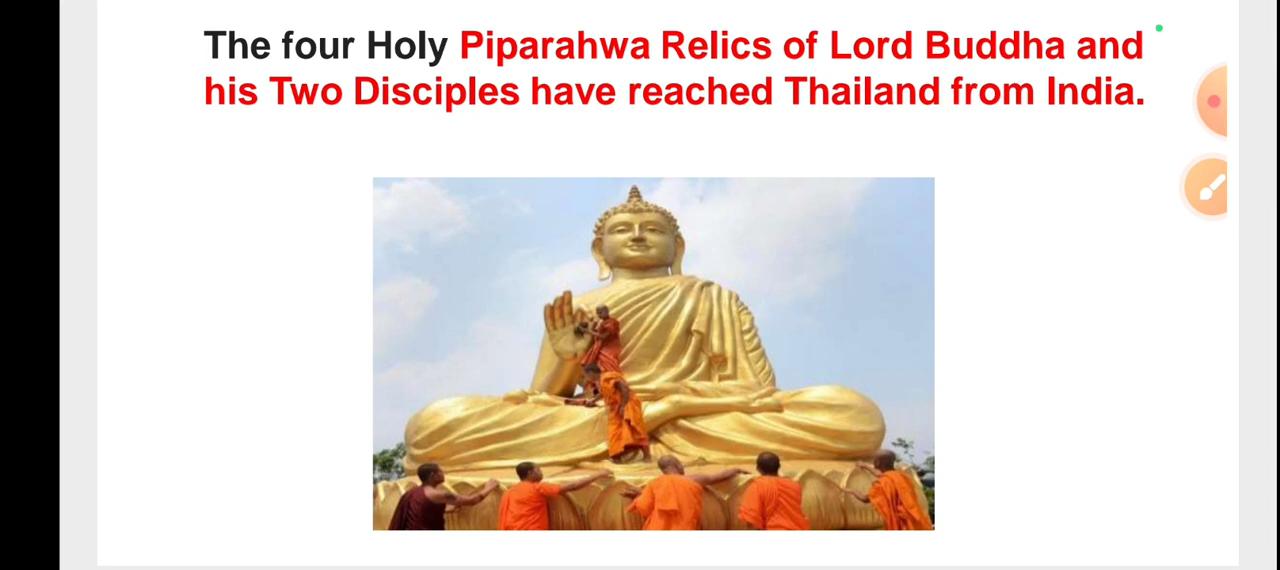 The four Holy Piparahwa Relics of Lord Buddha and
his Two Disciples have reached Thailand from India.